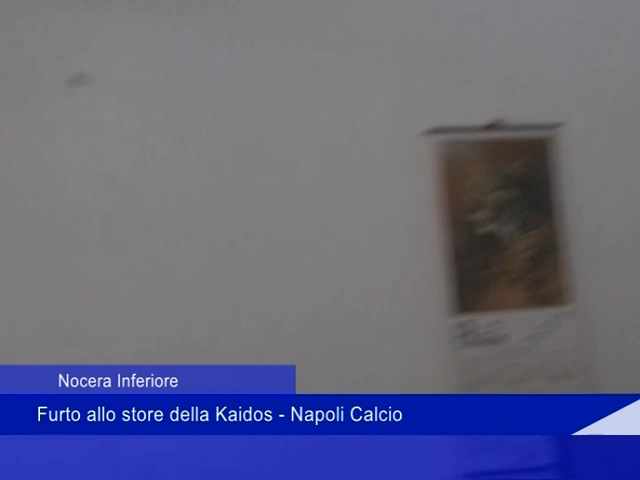 Nocera Inferiore
Furto allo store della Kaidos - Napoli Calcio